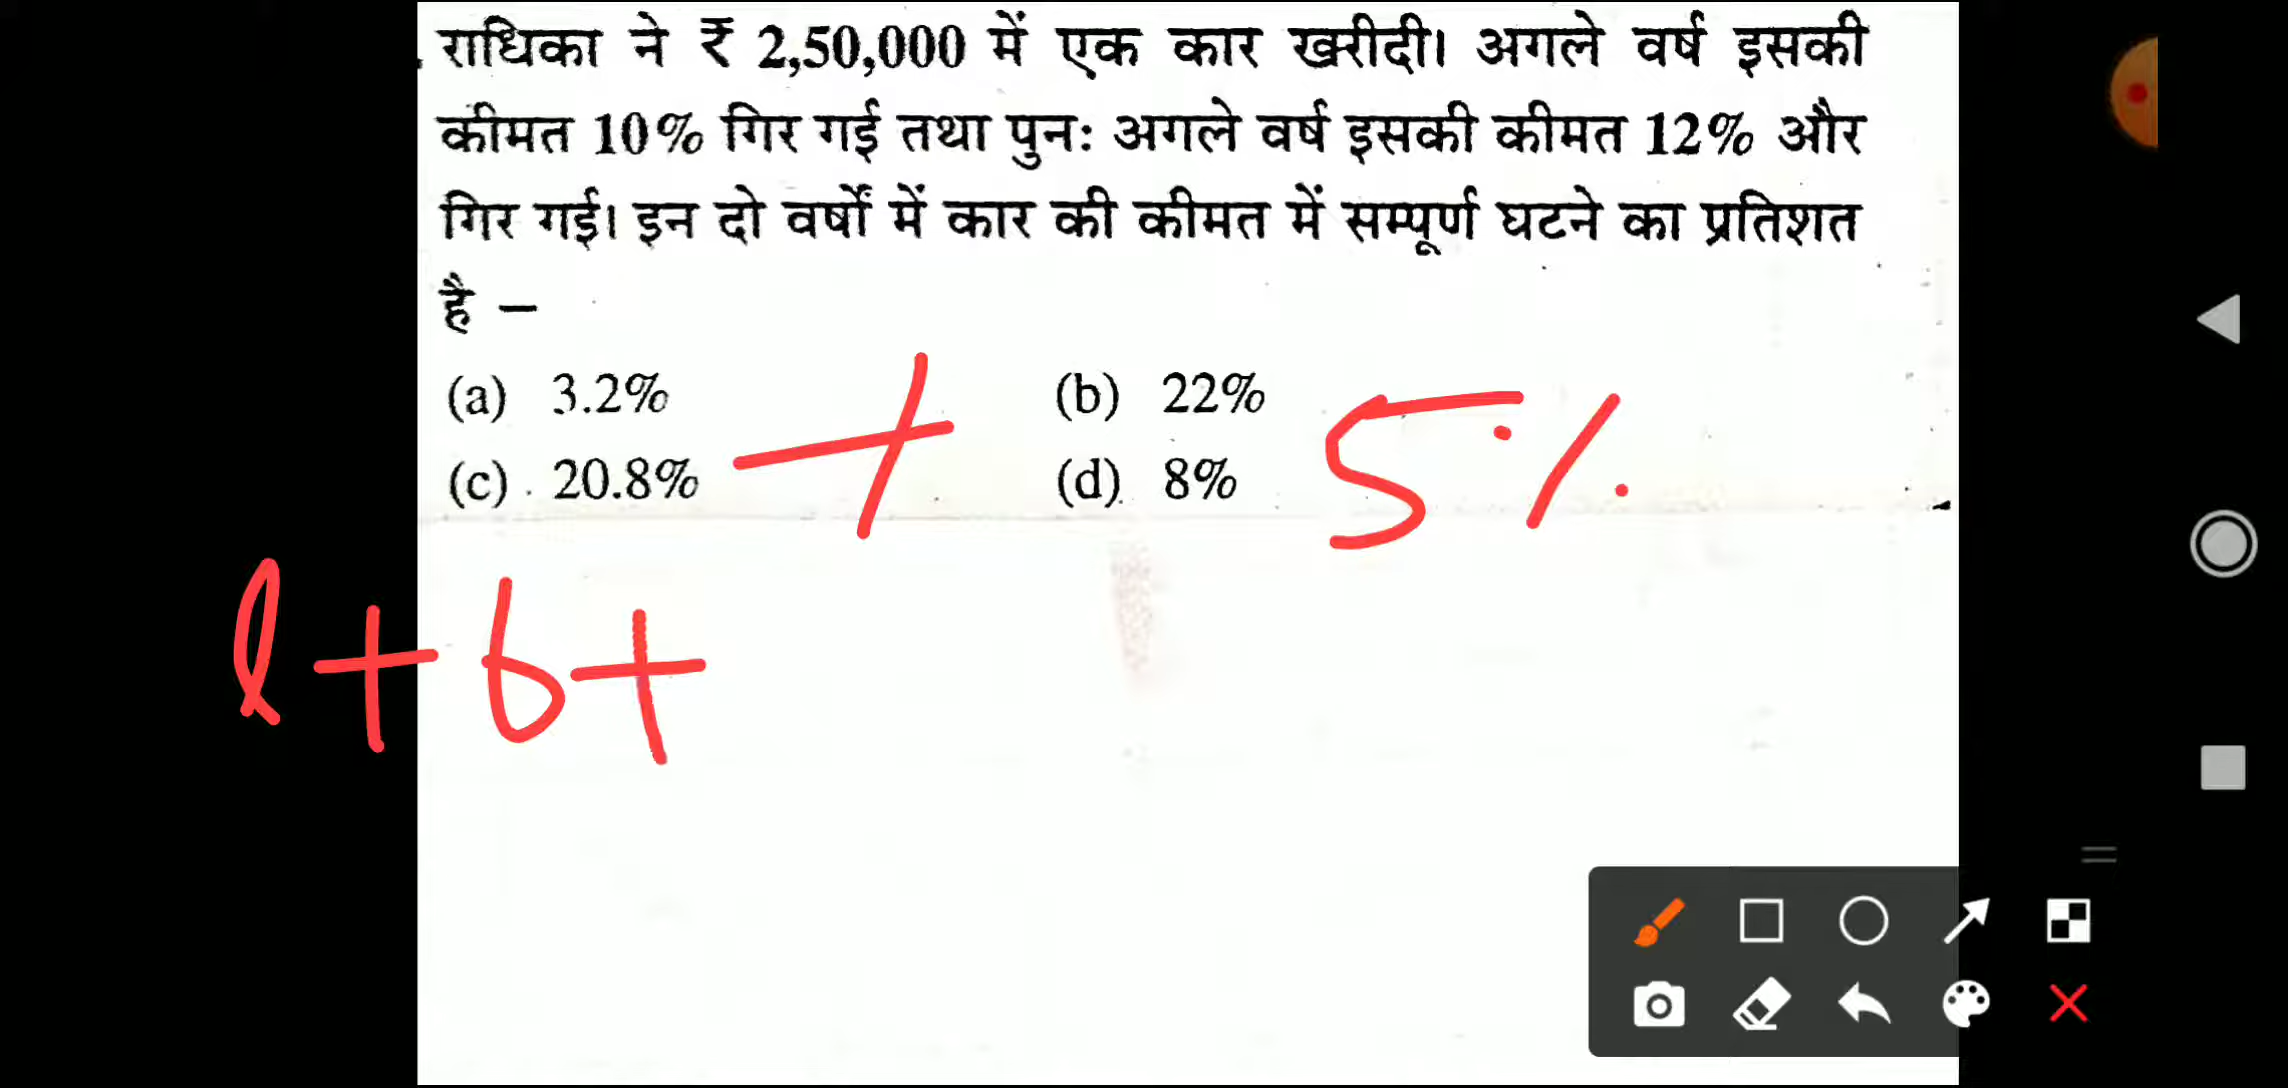 राधिका ने ₹ 2,50,000 में एक कार खरीदी। अगले वर्ष इसकी
कीमत 10% गिर गई तथा पुनः अगले वर्ष इसकी कीमत 12% और
गिर गई। इन दो वर्षों में कार की कीमत में सम्पूर्ण घटने का प्रतिशत
है –
(a) 3.2% (b) 22%
(c) 20.8% (d) 8%
+ 5%
l+b+